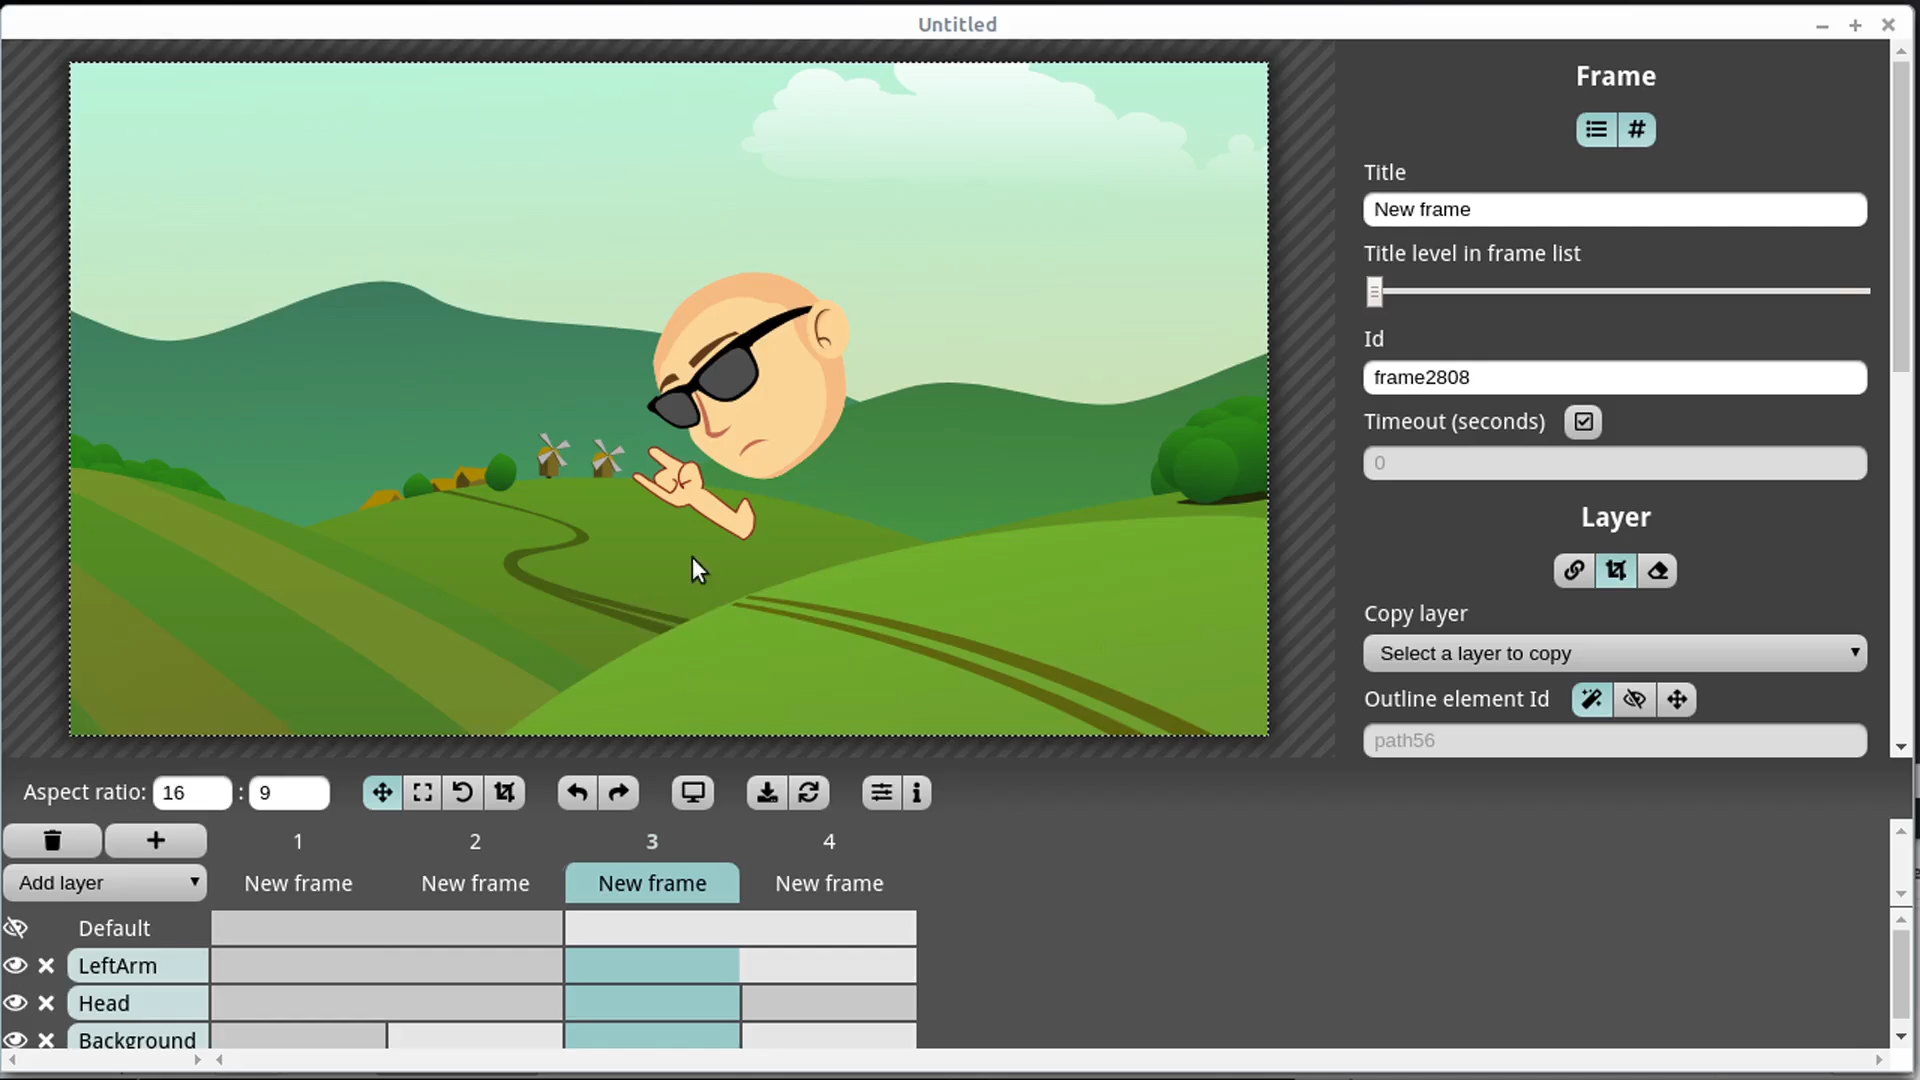 Untitled
Frame
Title
New frame
Title level in frame list
Id
frame2808
Timeout (seconds)
0
Layer
Copy layer
Select a layer to copy
Outline element Id
path56
Aspect ratio: 16 : 9
1 2 3 4
Add layer New frame New frame New frame New frame
Default
LeftArm
Head
Background